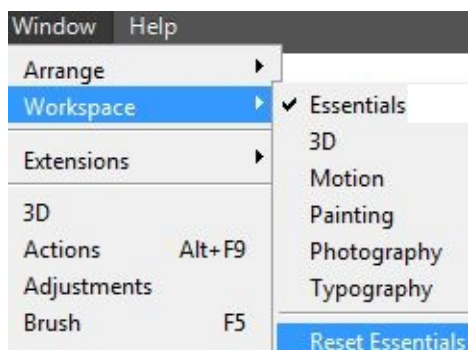 Window Help
Arrange
Workspace
Extensions
3D
Actions Alt+F9
Adjustments
Brush F5
✔ Essentials
3D
Motion
Painting
Photography
Typography
Reset Essentials